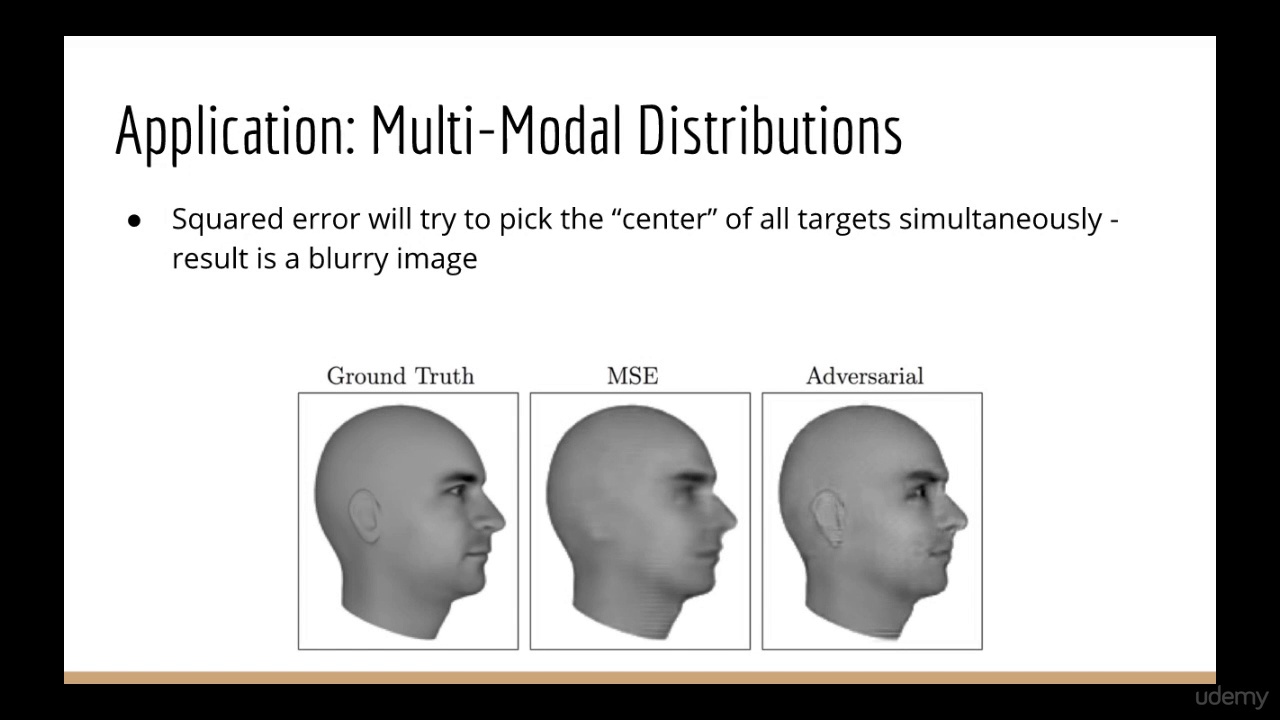 Application: Multi-Modal Distributions
● Squared error will try to pick the “center” of all targets simultaneously -
result is a blurry image
Ground Truth MSE Adversarial
udemy